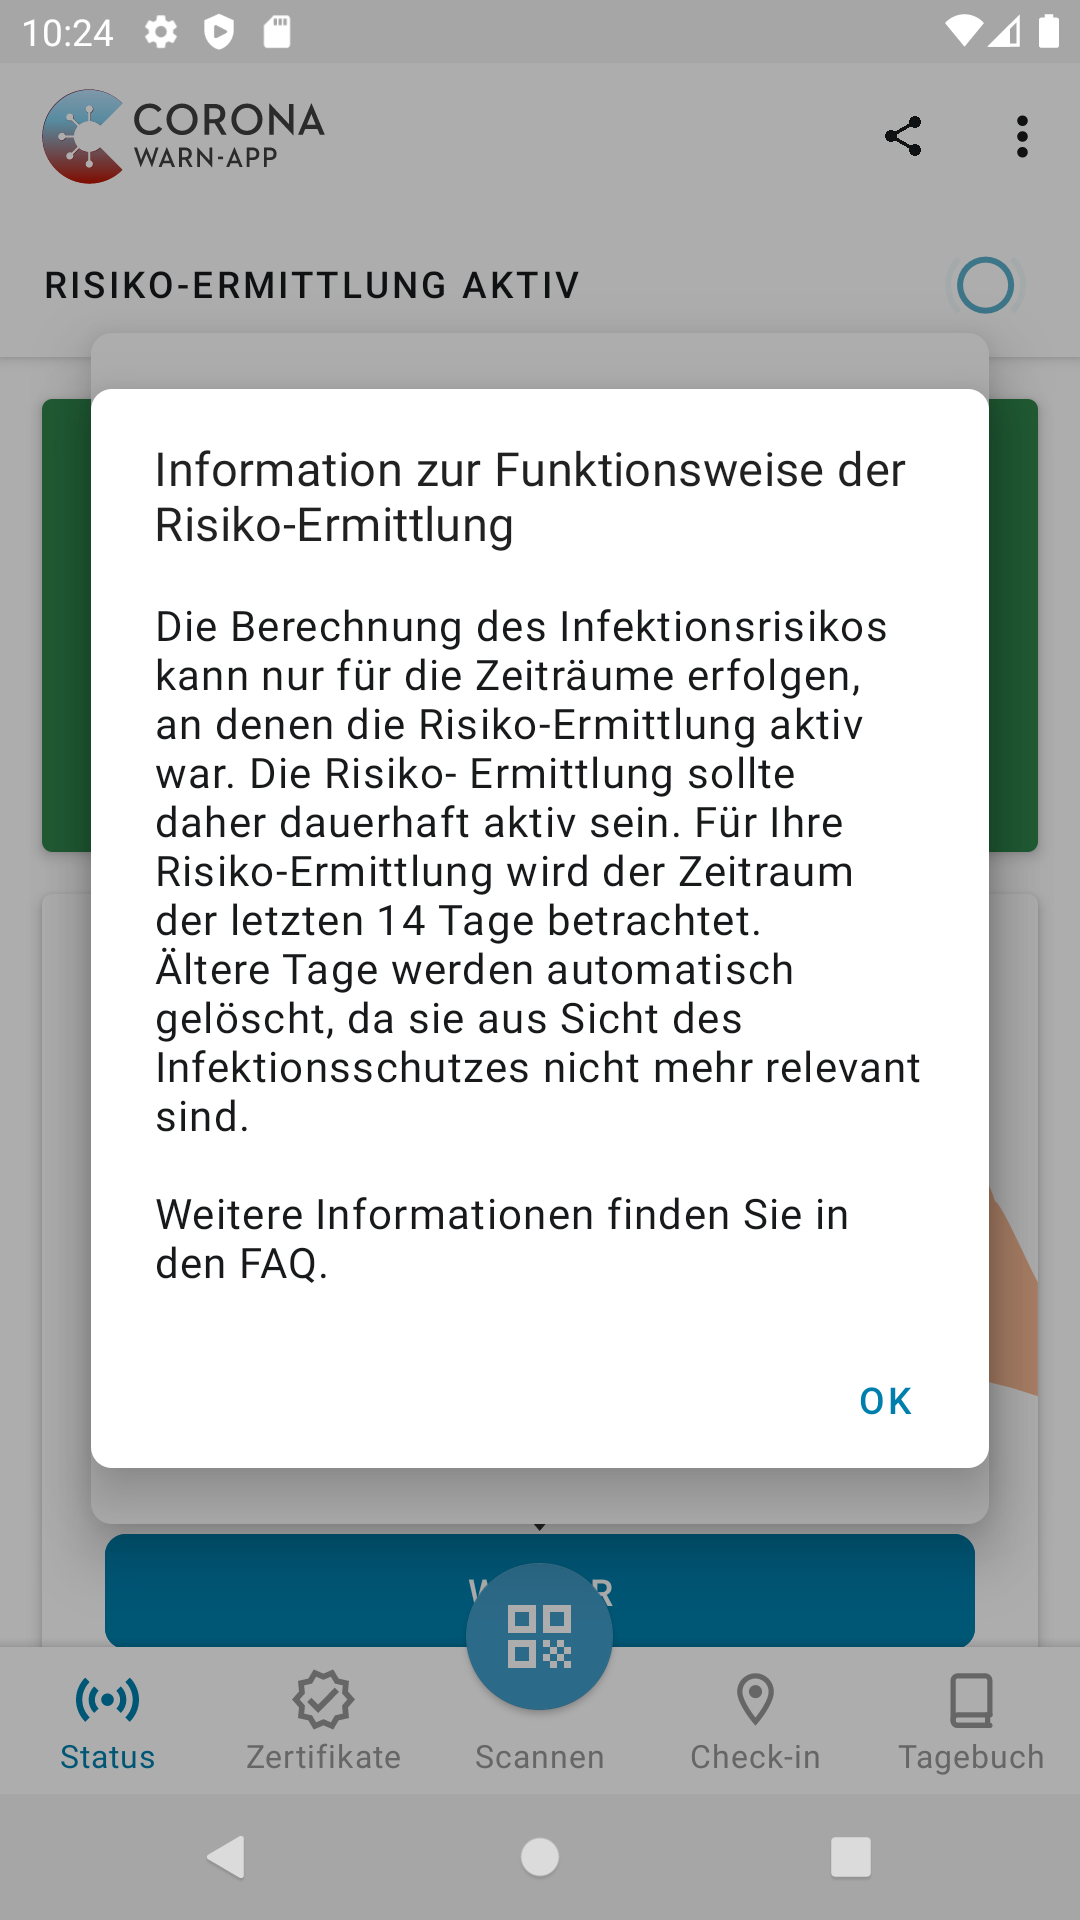 10:24
CORONA
WARN-APP
RISIKO-ERMITTLUNG AKTIV
Information zur Funktionsweise der
Risiko-Ermittlung
Die Berechnung des Infektionsrisikos
kann nur für die Zeiträume erfolgen,
an denen die Risiko-Ermittlung aktiv
war. Die Risiko- Ermittlung sollte
daher dauerhaft aktiv sein. Für Ihre
Risiko-Ermittlung wird der Zeitraum
der letzten 14 Tage betrachtet.
Ältere Tage werden automatisch
gelöscht, da sie aus Sicht des
Infektionsschutzes nicht mehr relevant
sind.
Weitere Informationen finden Sie in
den FAQ.
OK
Status
Zertifikate
Scannen
Check-in
Tagebuch